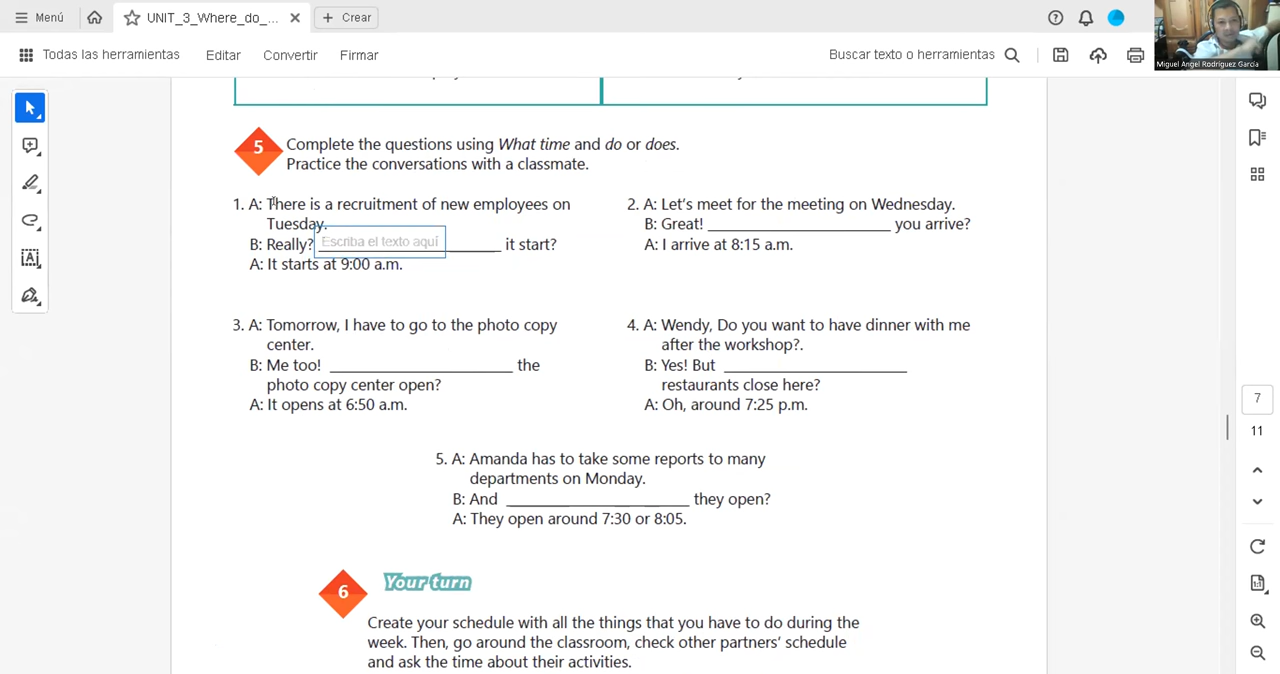 Menú
UNIT_3_Where_do_...
Crear
Miguel Angel Rodríguez García
Todas las herramientas
Editar
Convertir
Firmar
Buscar texto o herramientas
5
Complete the questions using What time and do or does.
Practice the conversations with a classmate.
1. A: There is a recruitment of new employees on
Tuesday.
B: Really? ____________________ it start?
Escriba el texto aquí
A: It starts at 9:00 a.m.
2. A: Let's meet for the meeting on Wednesday.
B: Great! ____________________ you arrive?
A: I arrive at 8:15 a.m.
3. A: Tomorrow, I have to go to the photo copy
center.
B: Me too! ____________________ the
photo copy center open?
A: It opens at 6:50 a.m.
4. A: Wendy, Do you want to have dinner with me
after the workshop?.
B: Yes! But ____________________
restaurants close here?
A: Oh, around 7:25 p.m.
5. A: Amanda has to take some reports to many
departments on Monday.
B: And ____________________ they open?
A: They open around 7:30 or 8:05.
6
Your turn
Create your schedule with all the things that you have to do during the
week. Then, go around the classroom, check other partners' schedule
and ask the time about their activities.
7
11
1:1